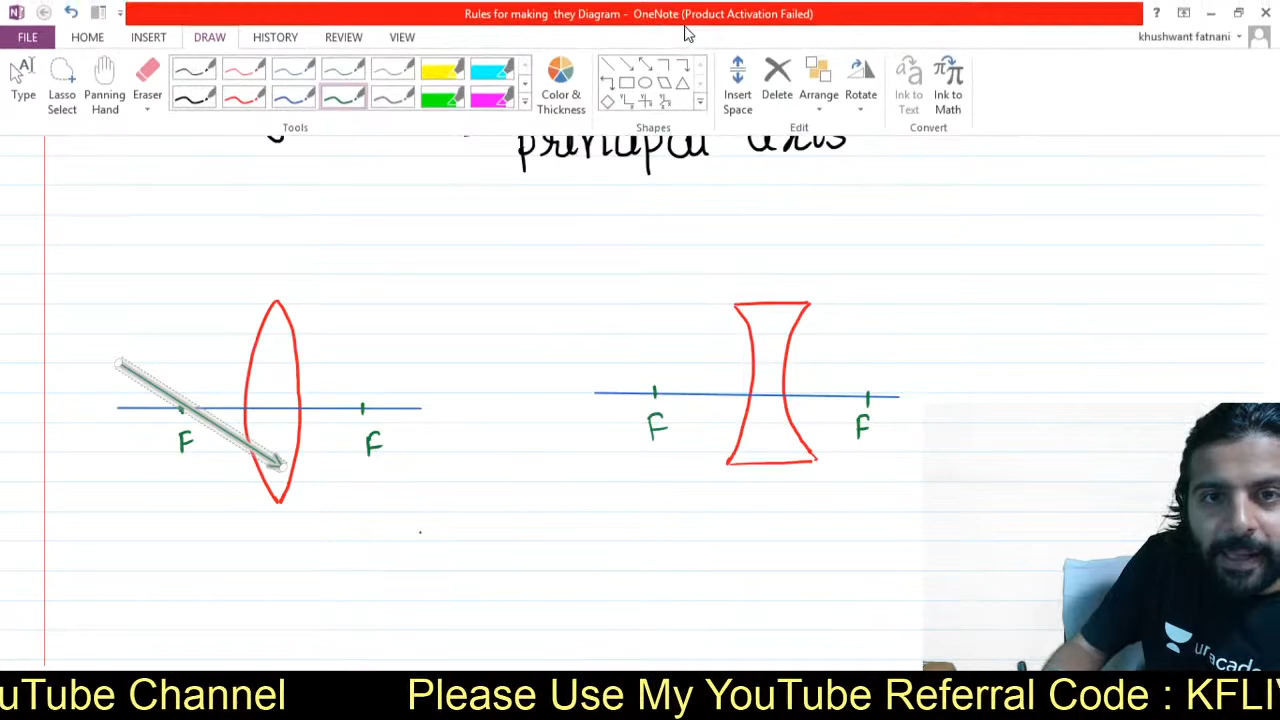 Rules for making they Diagram - OneNote (Product Activation Failed)
?
FILE HOME INSERT DRAW HISTORY REVIEW VIEW
khushwant fatnani
Type
Lasso Select
Panning Hand
Eraser
Color & Thickness
Insert Space
Delete
Arrange
Rotate
Ink to Text
Ink to Math
Tools
Shapes
Edit
Convert
principal axis
F F F F
uTube Channel Please Use My YouTube Referral Code : KFLI